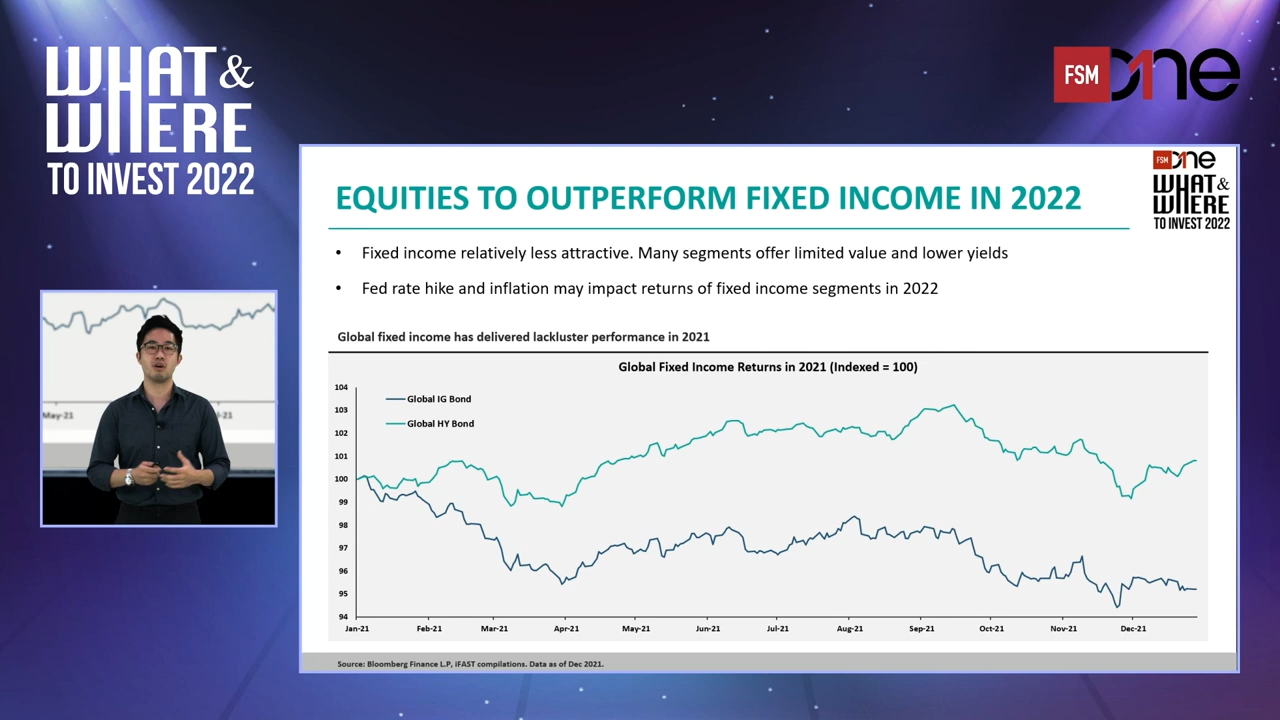 WHAT &
WHERE
TO INVEST 2022
FSM One
FSM One
WHAT &
WHERE
TO INVEST 2022
EQUITIES TO OUTPERFORM FIXED INCOME IN 2022
• Fixed income relatively less attractive. Many segments offer limited value and lower yields
• Fed rate hike and inflation may impact returns of fixed income segments in 2022
Global fixed income has delivered lackluster performance in 2021
Global Fixed Income Returns in 2021 (Indexed = 100)
Global IG Bond
Global HY Bond
104
103
102
101
100
99
98
97
96
95
94
Jan-21 Feb-21 Mar-21 Apr-21 May-21 Jun-21 Jul-21 Aug-21 Sep-21 Oct-21 Nov-21 Dec-21
Source: Bloomberg Finance L.P, iFAST compilations. Data as of Dec 2021.
May-21